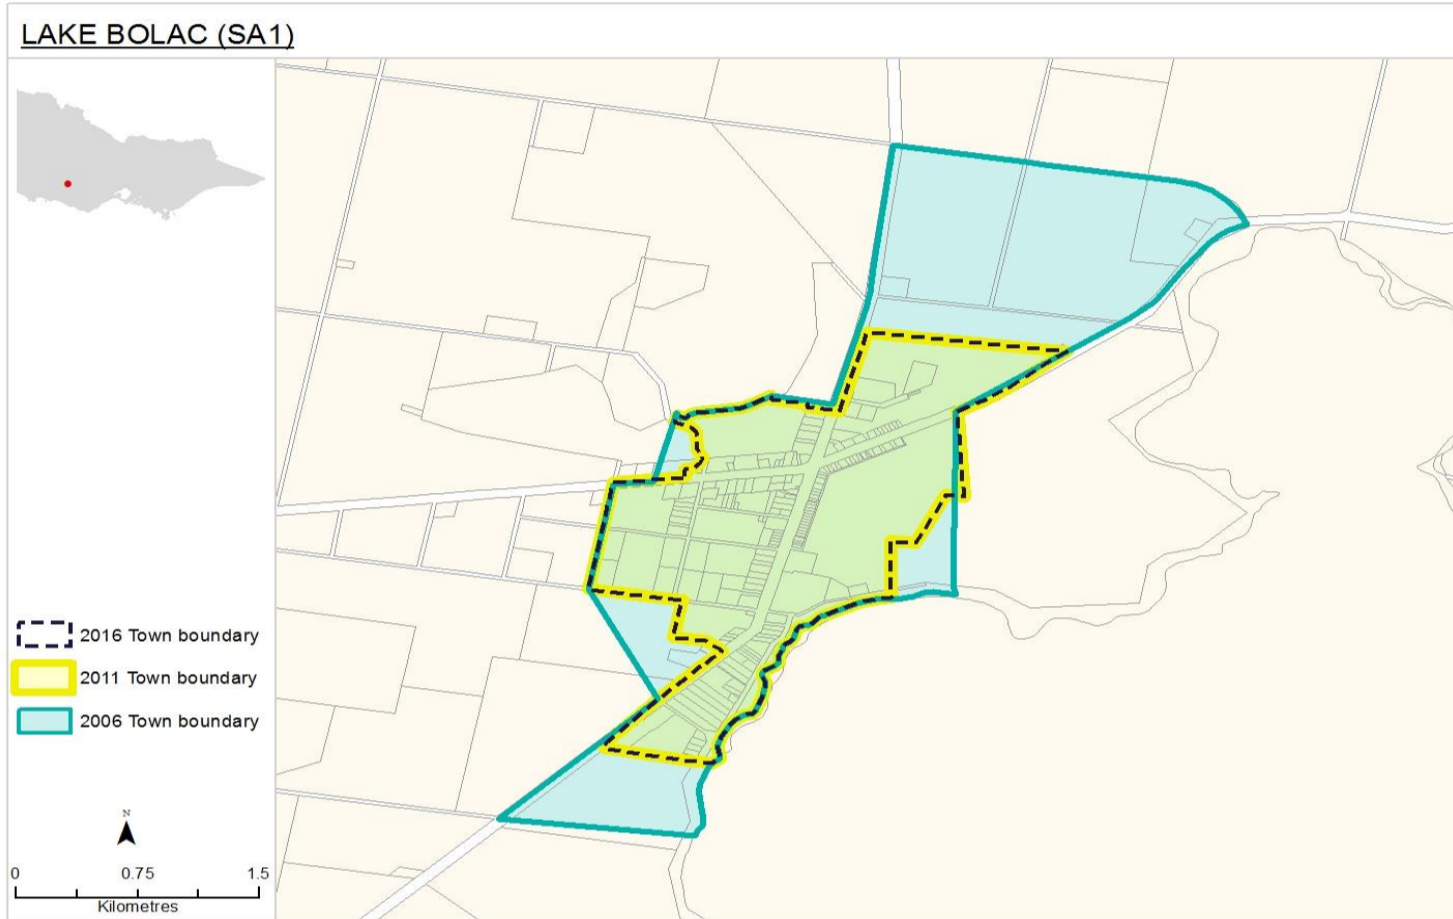 LAKE BOLAC (SA1)
2016 Town boundary
2011 Town boundary
2006 Town boundary
N
0 0.75 1.5
Kilometres